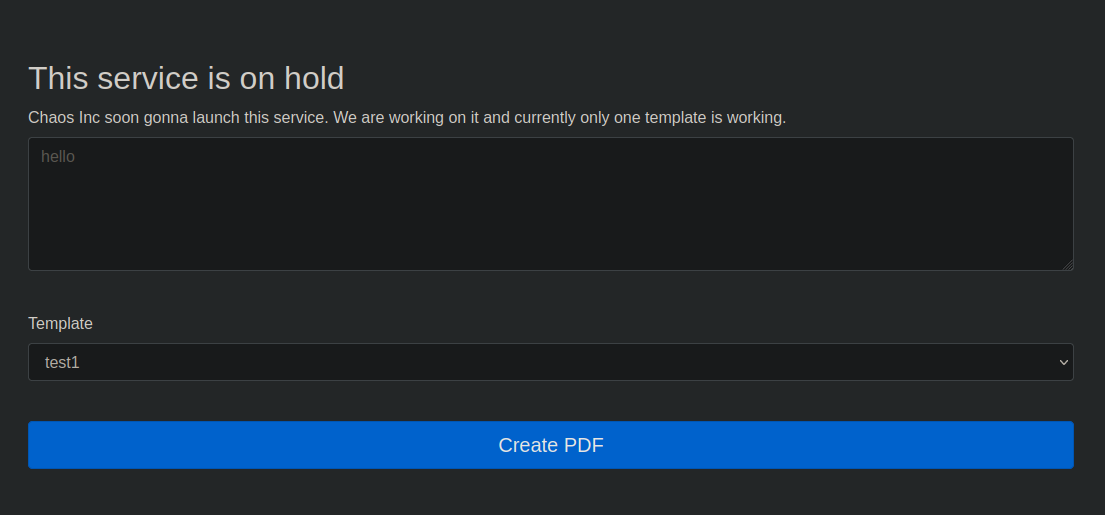 This service is on hold
Chaos Inc soon gonna launch this service. We are working on it and currently only one template is working.
hello
Template
test1
Create PDF